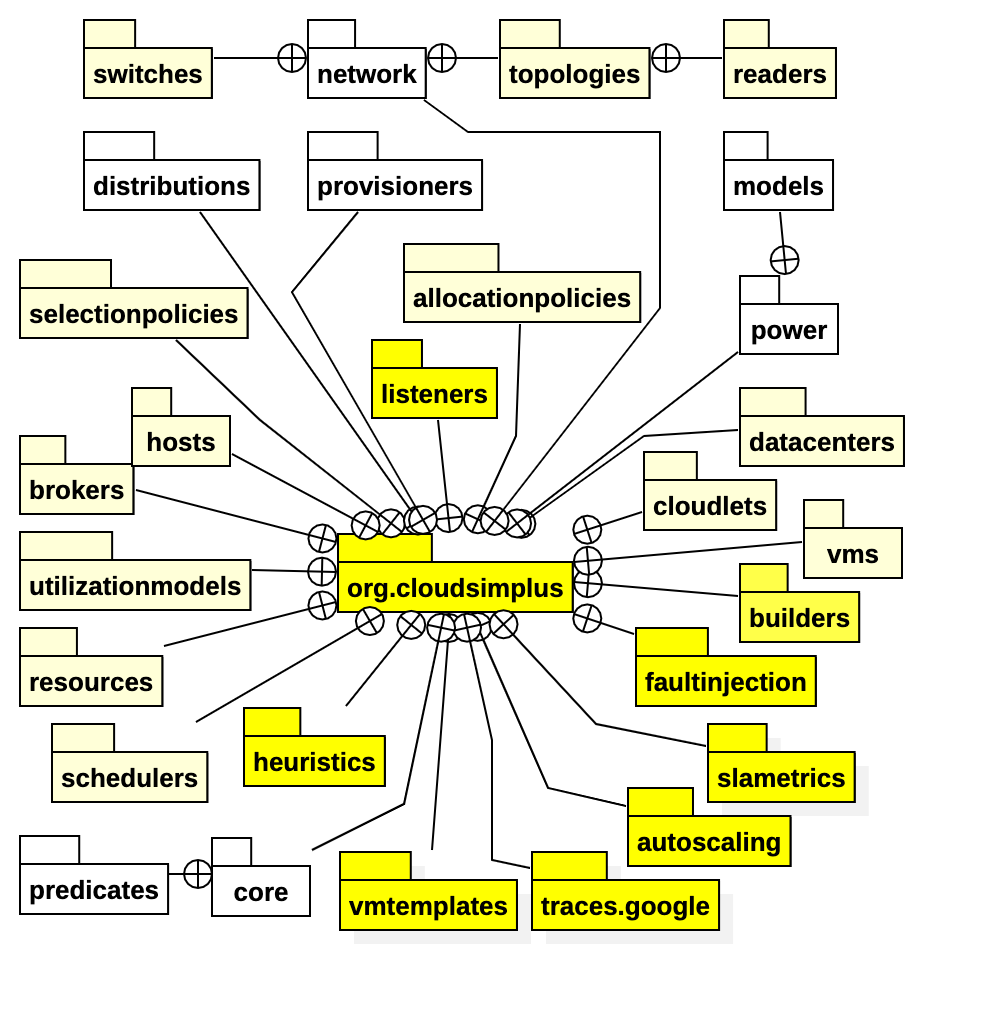 switches
network
topologies
readers
distributions
provisioners
models
selectionpolicies
allocationpolicies
power
listeners
hosts
datacenters
brokers
cloudlets
vms
utilizationmodels
org.cloudsimplus
builders
resources
faultinjection
schedulers
heuristics
slametrics
autoscaling
predicates
core
vmtemplates
traces.google